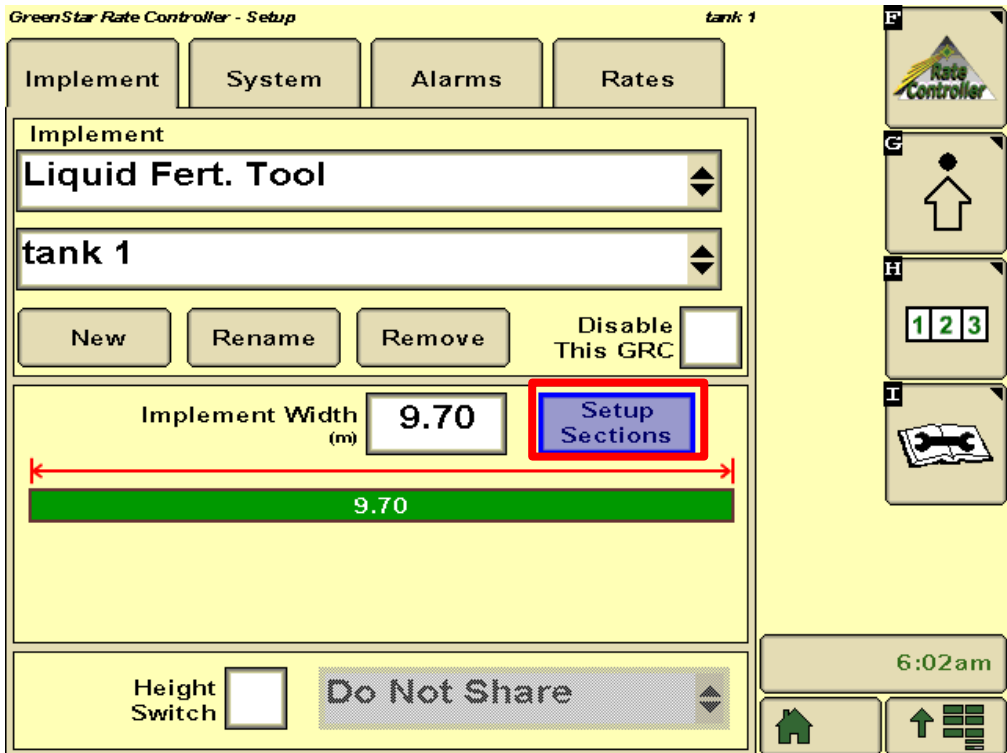 GreenStar Rate Controller - Setup
tank 1
Implement
System
Alarms
Rates
Implement
Liquid Fert. Tool
tank 1
New
Rename
Remove
Disable
This GRC
Implement Width
(m)
9.70
Setup
Sections
9.70
Height
Switch
Do Not Share
F
Rate
Controller
G
H
1 2 3
I
6:02am